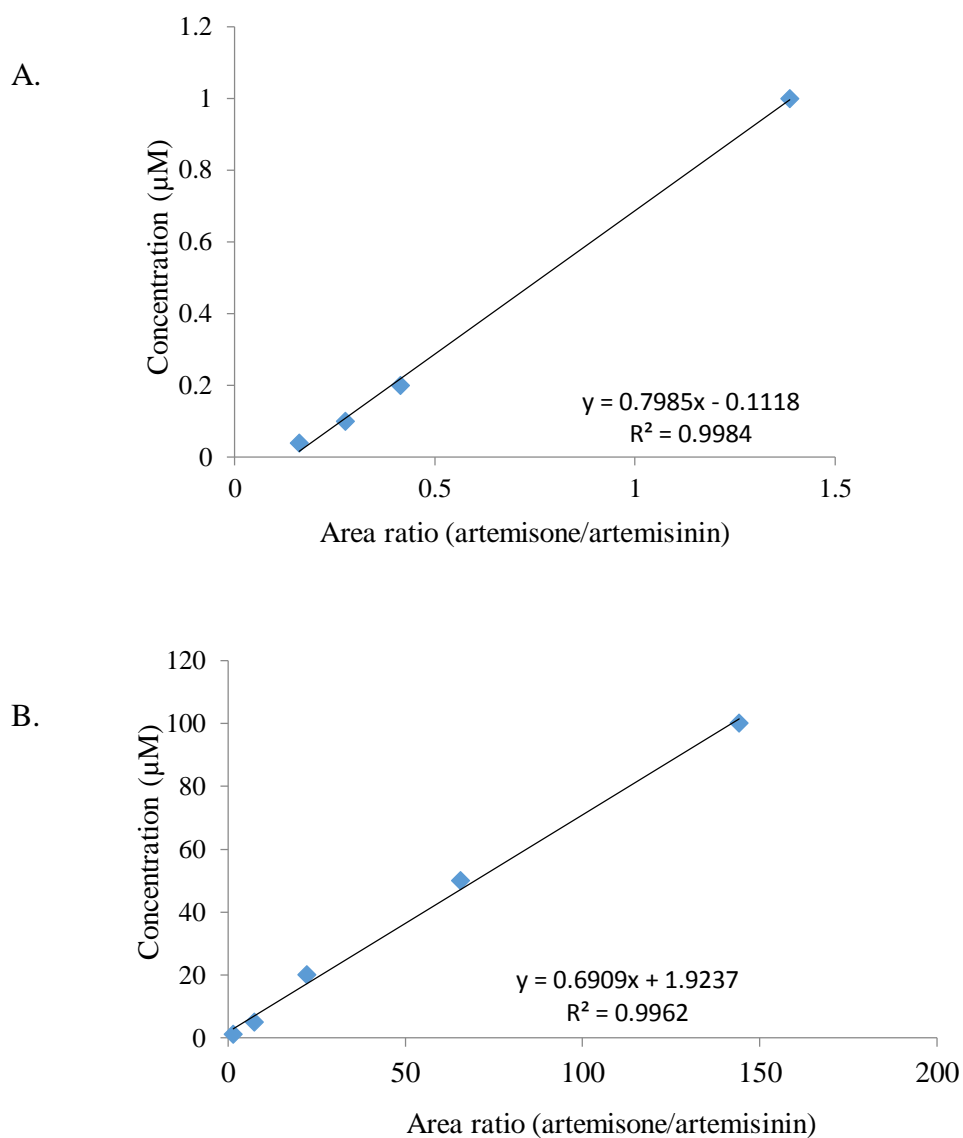 A.
Concentration (µM)
1.2
1
0.8
0.6
0.4
0.2
0
y = 0.7985x - 0.1118
R² = 0.9984
0 0.5 1 1.5
Area ratio (artemisone/artemisinin)
B.
Concentration (µM)
120
100
80
60
40
20
0
y = 0.6909x + 1.9237
R² = 0.9962
0 50 100 150 200
Area ratio (artemisone/artemisinin)